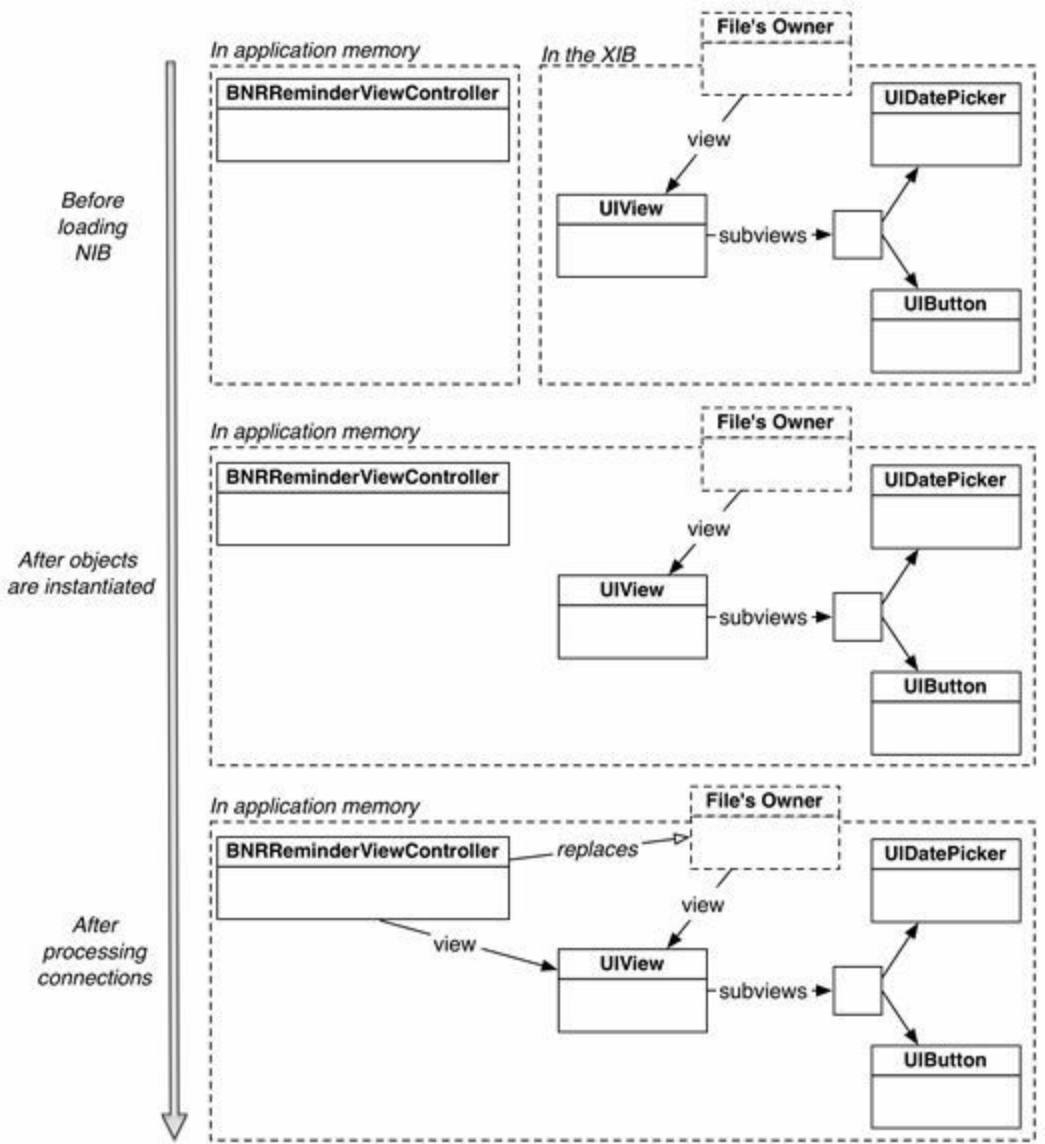 File's Owner
In application memory
In the XIB
BNRReminderViewController
UIDatePicker
view
Before
loading
NIB
UIView
subviews
UIButton
File's Owner
In application memory
BNRReminderViewController
UIDatePicker
view
After objects
are instantiated
UIView
subviews
UIButton
File's Owner
In application memory
BNRReminderViewController
replaces
UIDatePicker
view
After
processing
connections
view
UIView
subviews
UIButton